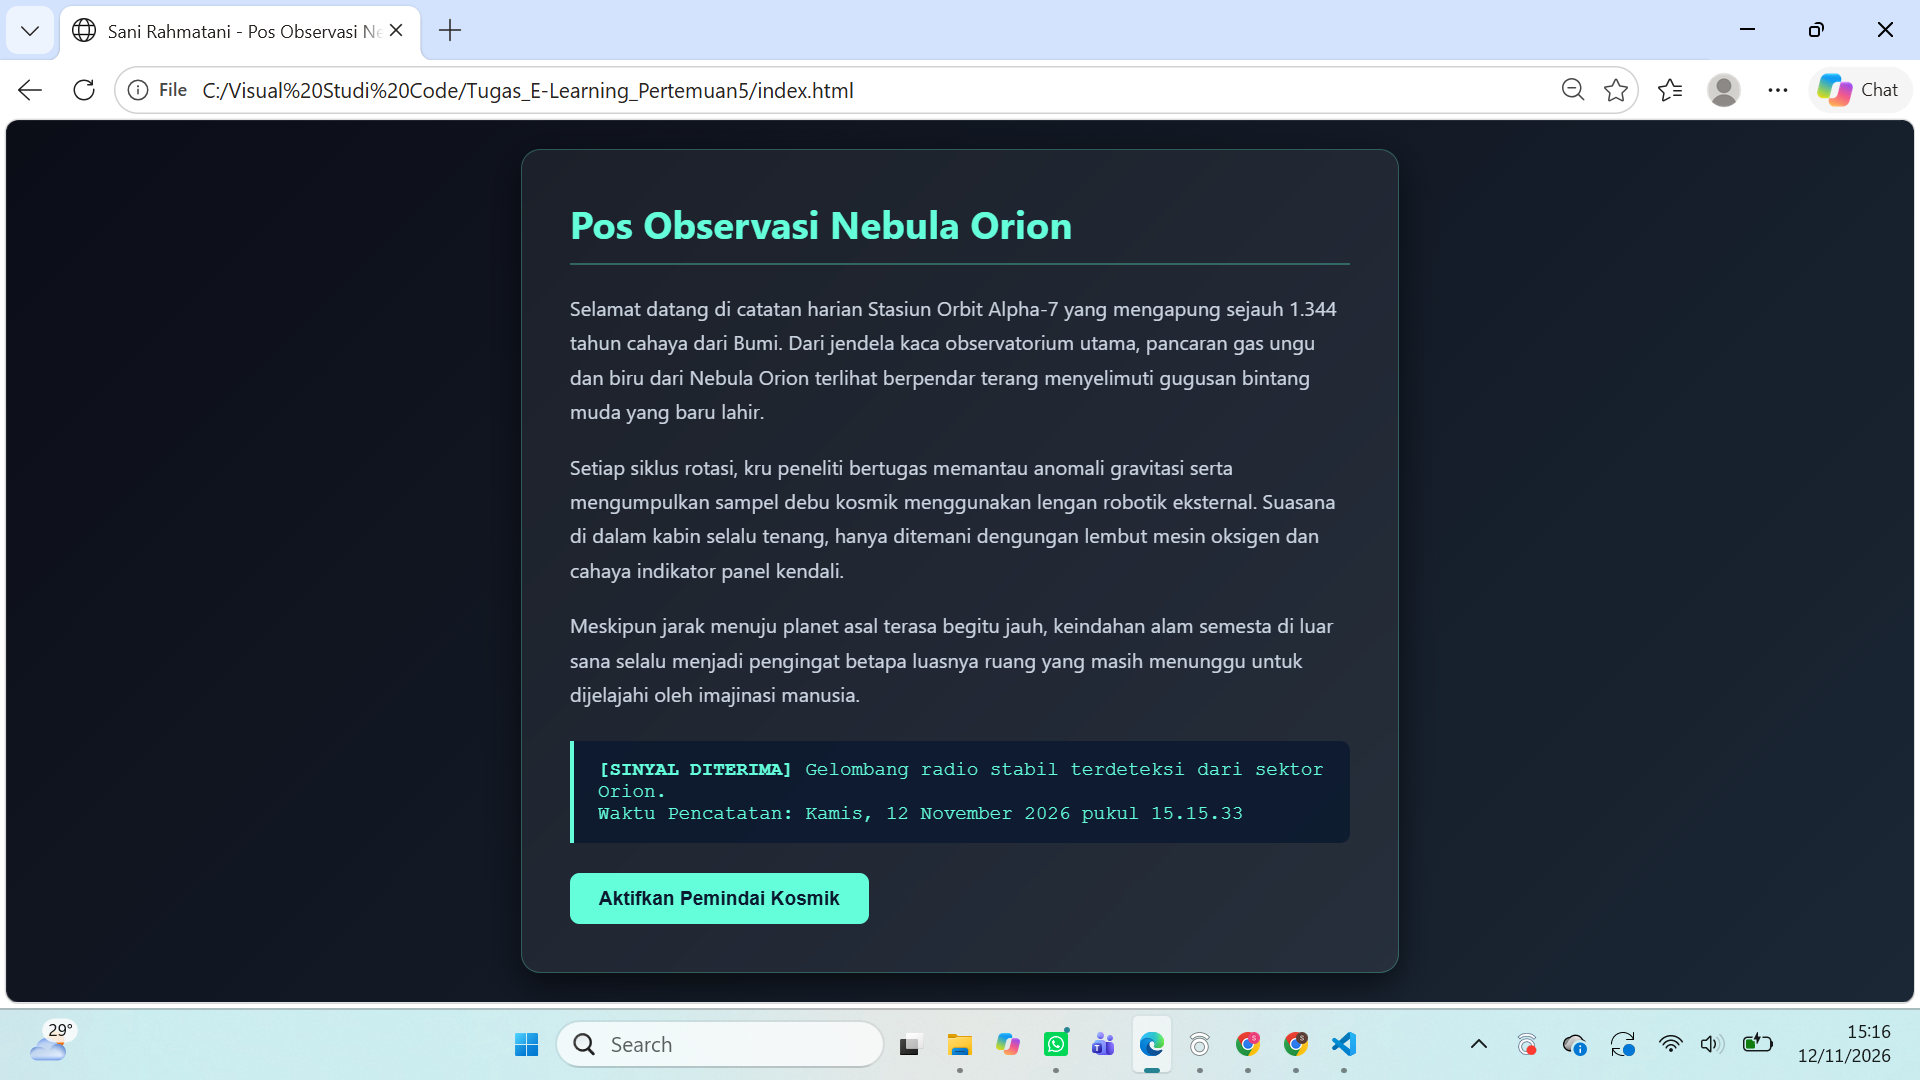 Sani Rahmatani - Pos Observasi Ne
File
C:/Visual%20Studi%20Code/Tugas_E-Learning_Pertemuan5/index.html
Chat
Pos Observasi Nebula Orion
Selamat datang di catatan harian Stasiun Orbit Alpha-7 yang mengapung sejauh 1.344
tahun cahaya dari Bumi. Dari jendela kaca observatorium utama, pancaran gas ungu
dan biru dari Nebula Orion terlihat berpendar terang menyelimuti gugusan bintang
muda yang baru lahir.
Setiap siklus rotasi, kru peneliti bertugas memantau anomali gravitasi serta
mengumpulkan sampel debu kosmik menggunakan lengan robotik eksternal. Suasana
di dalam kabin selalu tenang, hanya ditemani dengungan lembut mesin oksigen dan
cahaya indikator panel kendali.
Meskipun jarak menuju planet asal terasa begitu jauh, keindahan alam semesta di luar
sana selalu menjadi pengingat betapa luasnya ruang yang masih menunggu untuk
dijelajahi oleh imajinasi manusia.
[SINYAL DITERIMA] Gelombang radio stabil terdeteksi dari sektor
Orion.
Waktu Pencatatan: Kamis, 12 November 2026 pukul 15.15.33
Aktifkan Pemindai Kosmik
29°
Search
15:16
12/11/2026